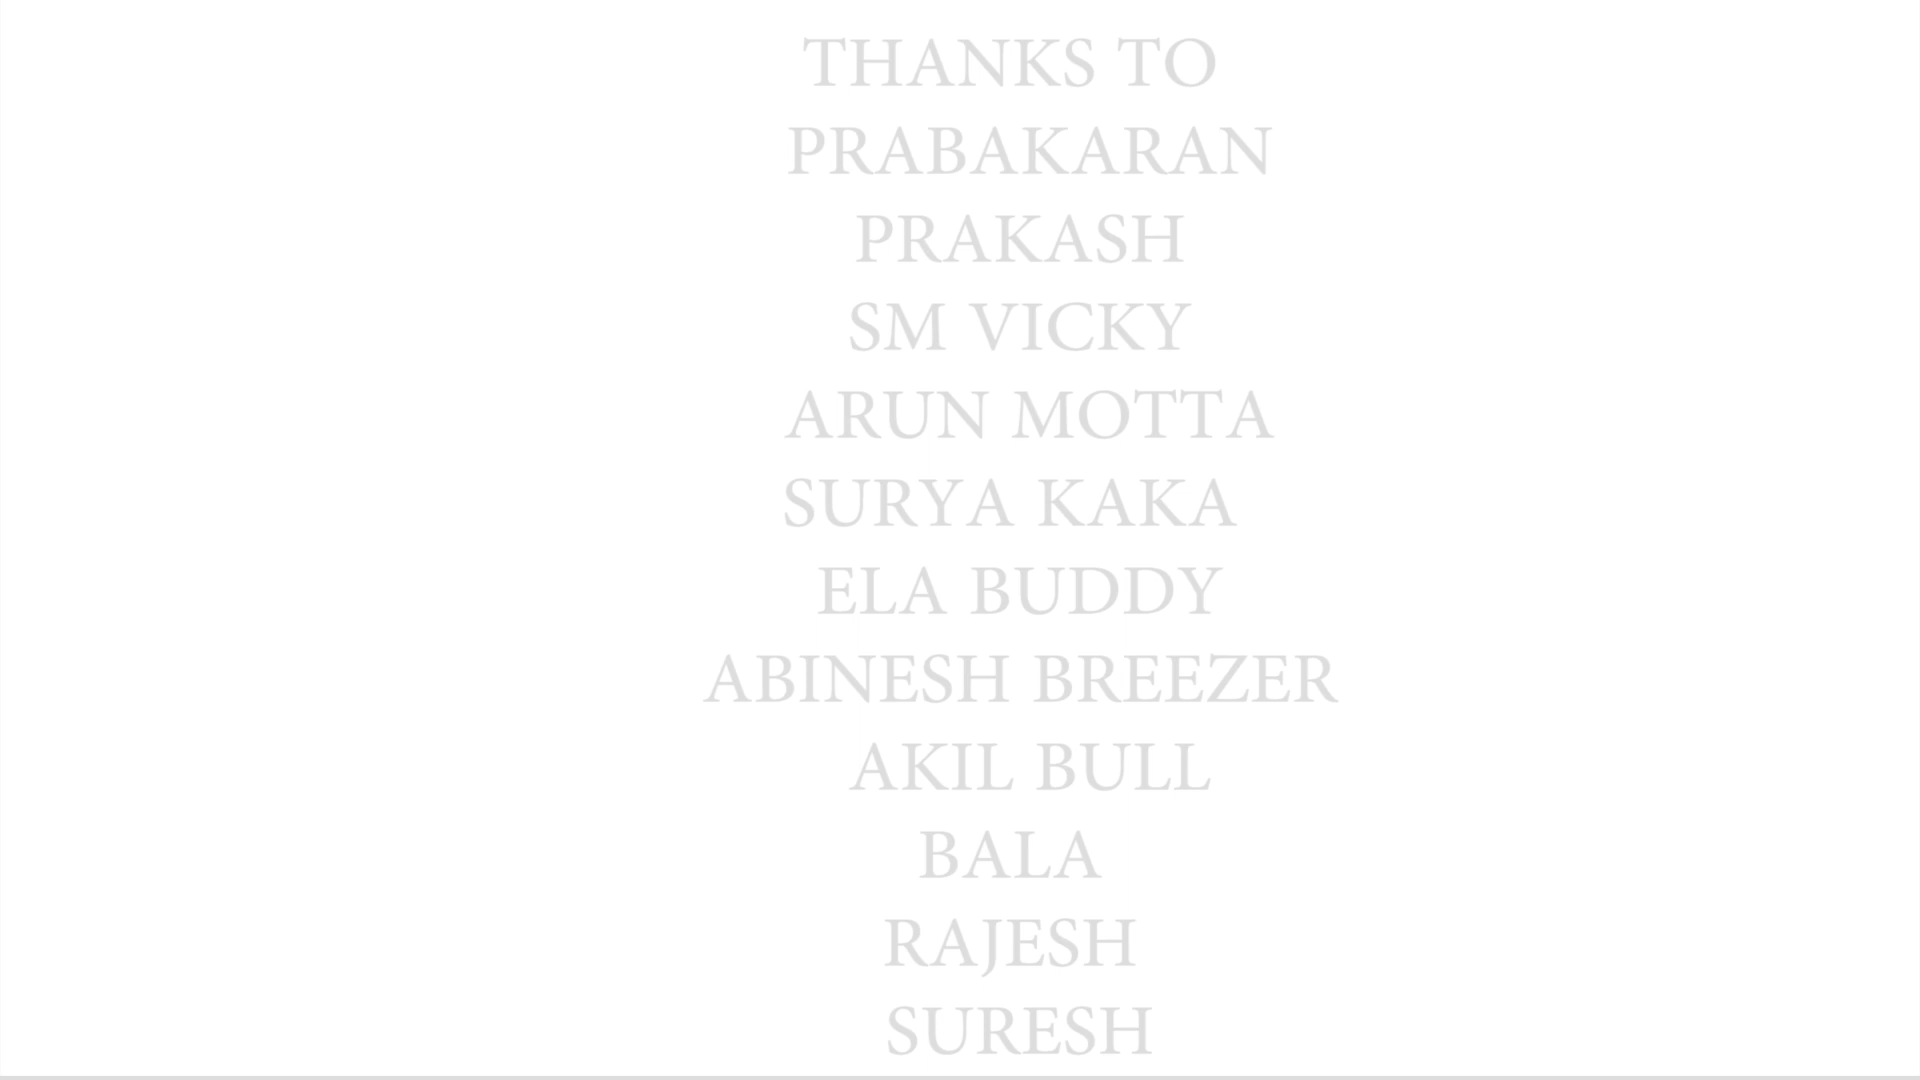 THANKS TO
PRABAKARAN
PRAKASH
SM VICKY
ARUN MOTTA
SURYA KAKA
ELA BUDDY
ABINESH BREEZER
AKIL BULL
BALA
RAJESH
SURESH